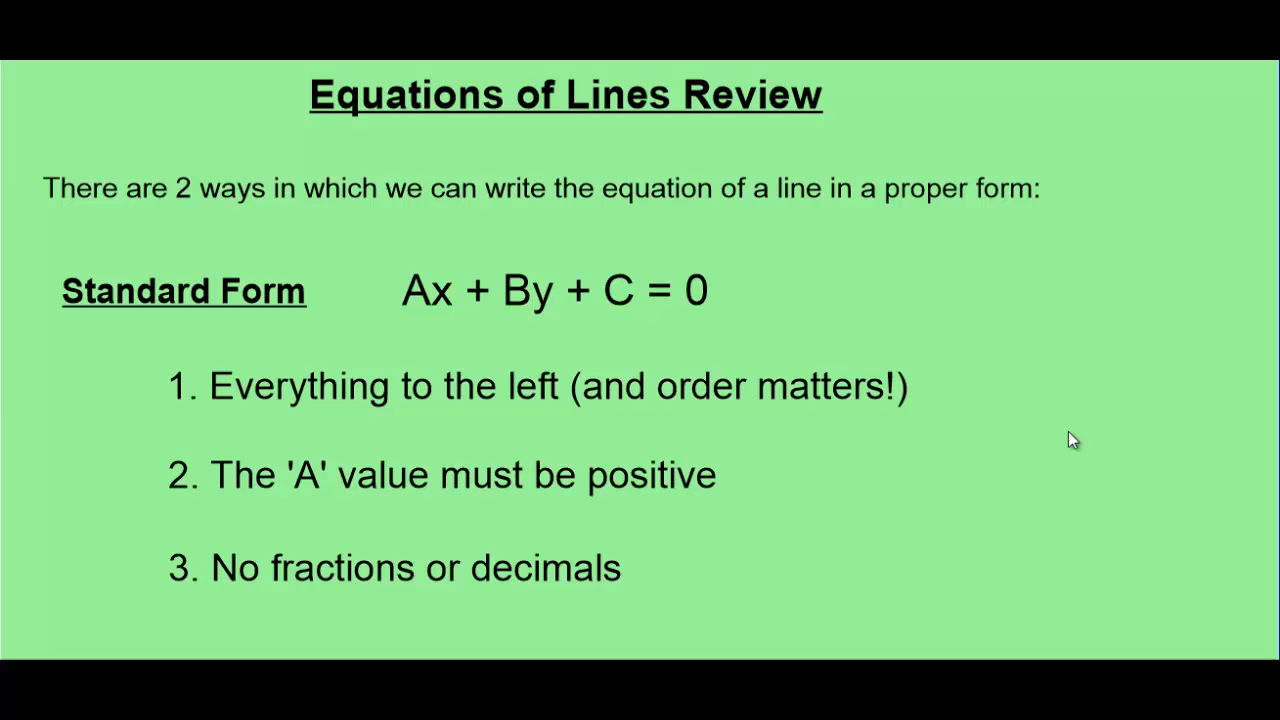 Equations of Lines Review
There are 2 ways in which we can write the equation of a line in a proper form:
Standard Form Ax + By + C = 0
1. Everything to the left (and order matters!)
2. The 'A' value must be positive
3. No fractions or decimals